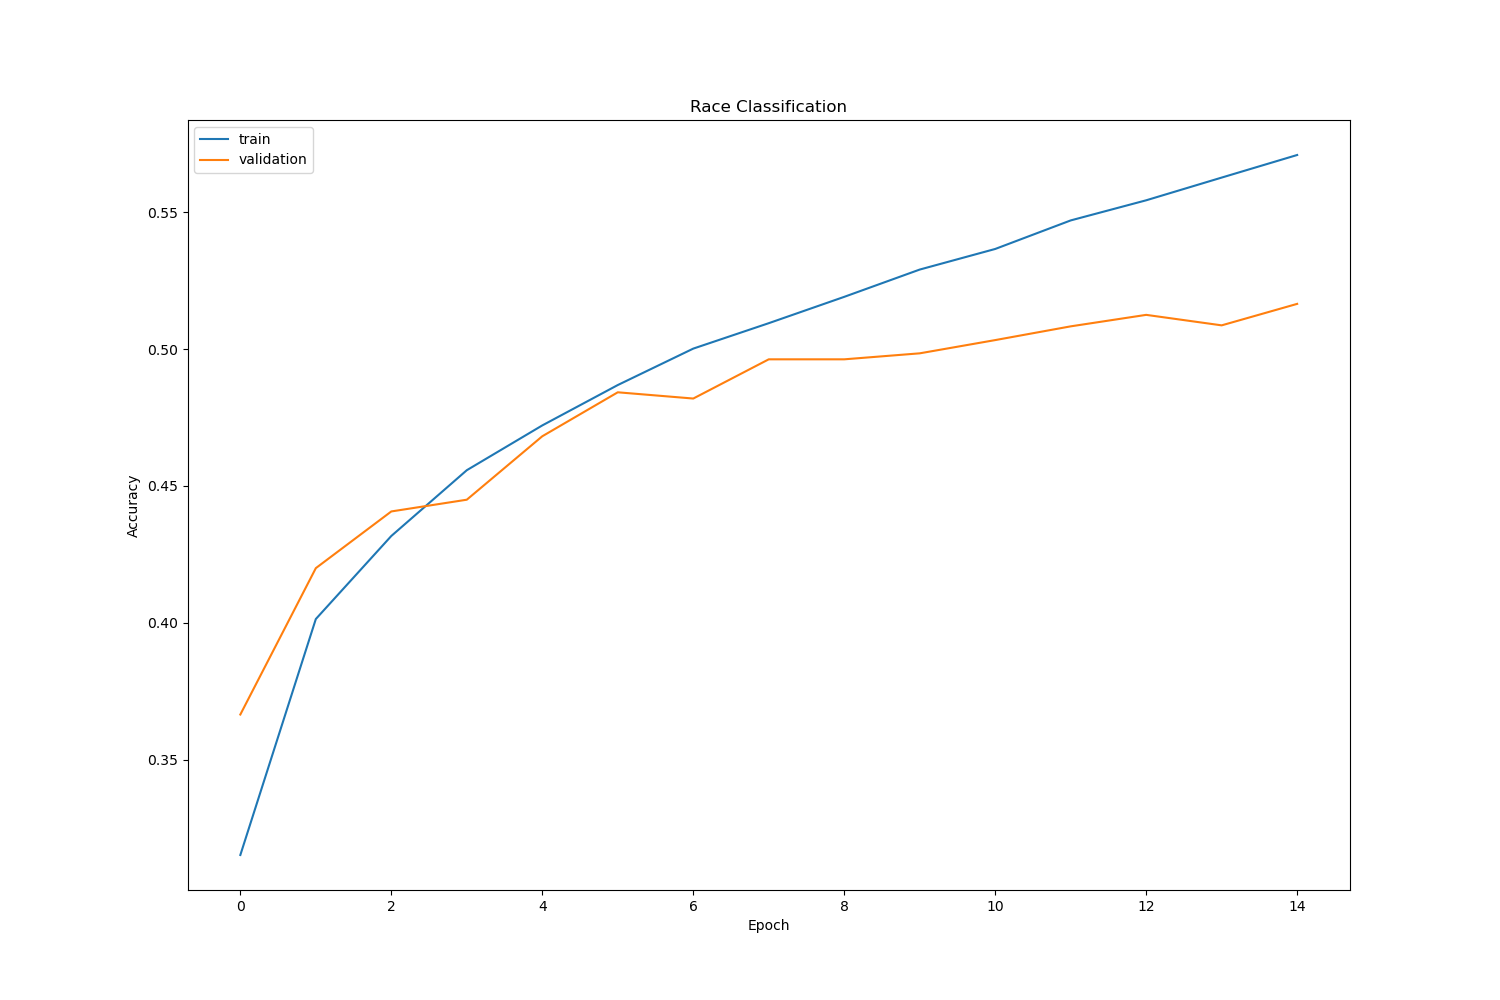 Race Classification
train
validation
0.55
0.50
0.45
0.40
0.35
Accuracy
0 2 4 6 8 10 12 14
Epoch